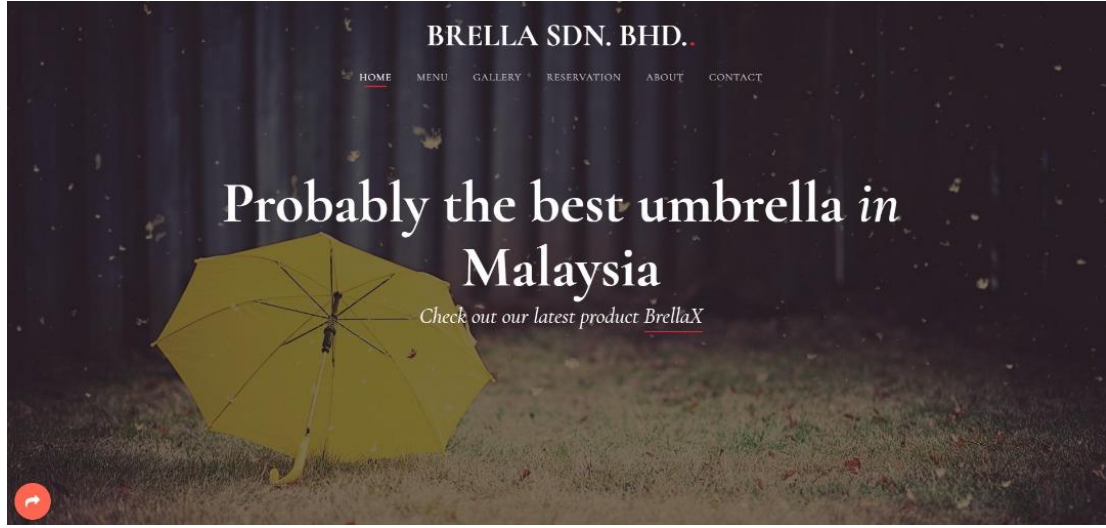 BRELLA SDN. BHD..
HOME MENU GALLERY RESERVATION ABOUT CONTACT
Probably the best umbrella in
Malaysia
Check out our latest product BrellaX